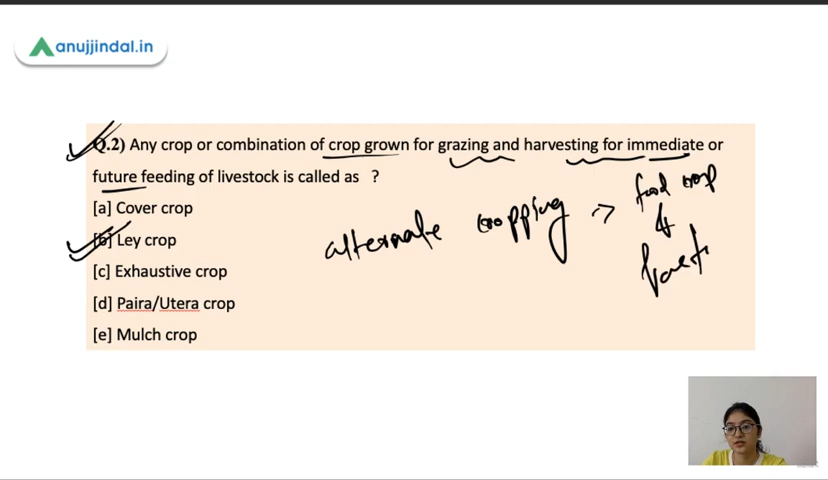 anujjindal.in
Q.2) Any crop or combination of crop grown for grazing and harvesting for immediate or
future feeding of livestock is called as ?
[a] Cover crop
[b] Ley crop
[c] Exhaustive crop
[d] Paira/Utera crop
[e] Mulch crop
alternate cropping → food crop
&